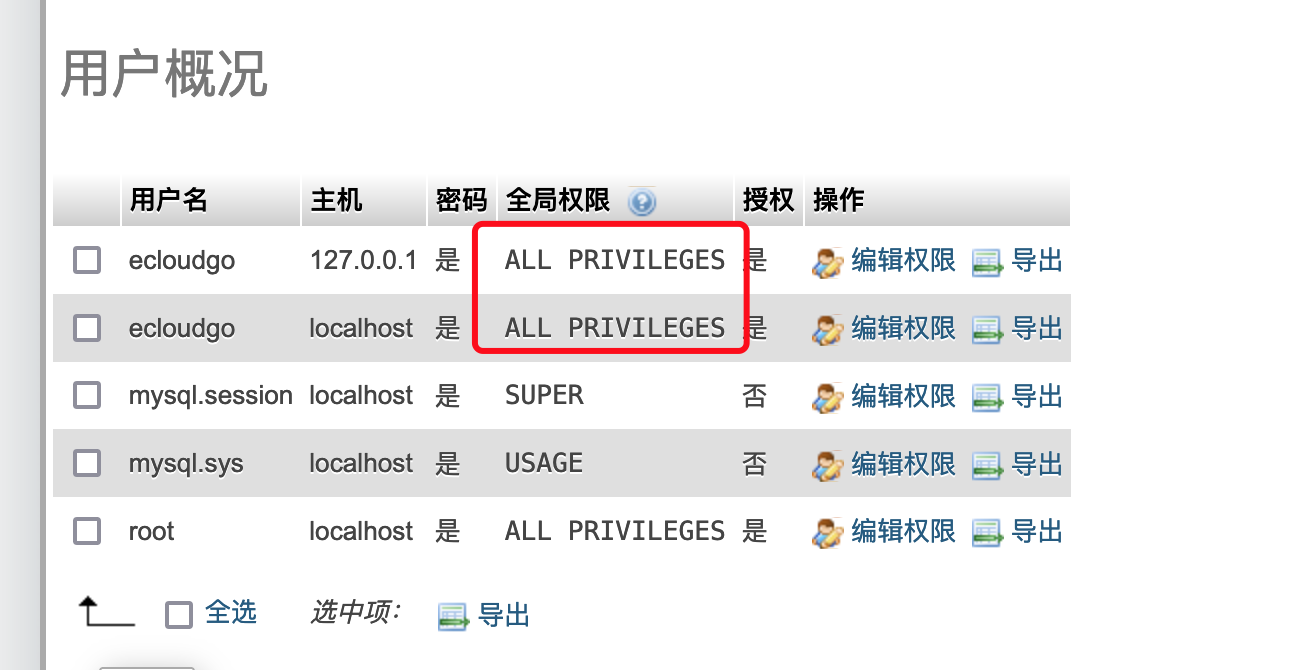 用户概况
用户名 主机 密码 全局权限 授权 操作
ecloudgo 127.0.0.1 是 ALL PRIVILEGES 是 编辑权限 导出
ecloudgo localhost 是 ALL PRIVILEGES 是 编辑权限 导出
mysql.session localhost 是 SUPER 否 编辑权限 导出
mysql.sys localhost 是 USAGE 否 编辑权限 导出
root localhost 是 ALL PRIVILEGES 是 编辑权限 导出
全选 选中项： 导出